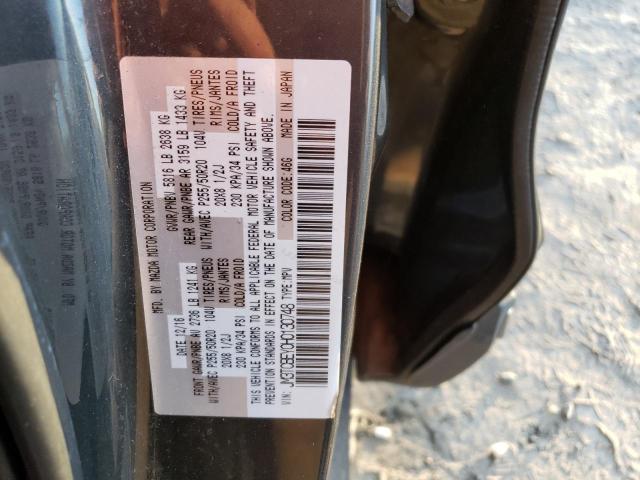 MFD. BY MAZDA MOTOR CORPORATION
DATE: 12/16 GVWR/PNBV 5816 LB 2638 KG
FRONT GAWR/PNBE AV 2736 LB 1241 KG REAR GAWR/PNBE AR 3159 LB 1433 KG
WITH/AVEC P255/50R20 104V TIRES/PNEUS WITH/AVEC P255/50R20 104V TIRES/PNEUS
20X8 1/2J RIMS/JANTES 20X8 1/2J RIMS/JANTES
230 KPA/34 PSI COLD/A FROID 230 KPA/34 PSI COLD/A FROID
THIS VEHICLE CONFORMS TO ALL APPLICABLE FEDERAL MOTOR VEHICLE SAFETY AND THEFT
PREVENTION STANDARDS IN EFFECT ON THE DATE OF MANUFACTURE SHOWN ABOVE.
COLOR CODE:46G MADE IN JAPAN
TYPE:MPV